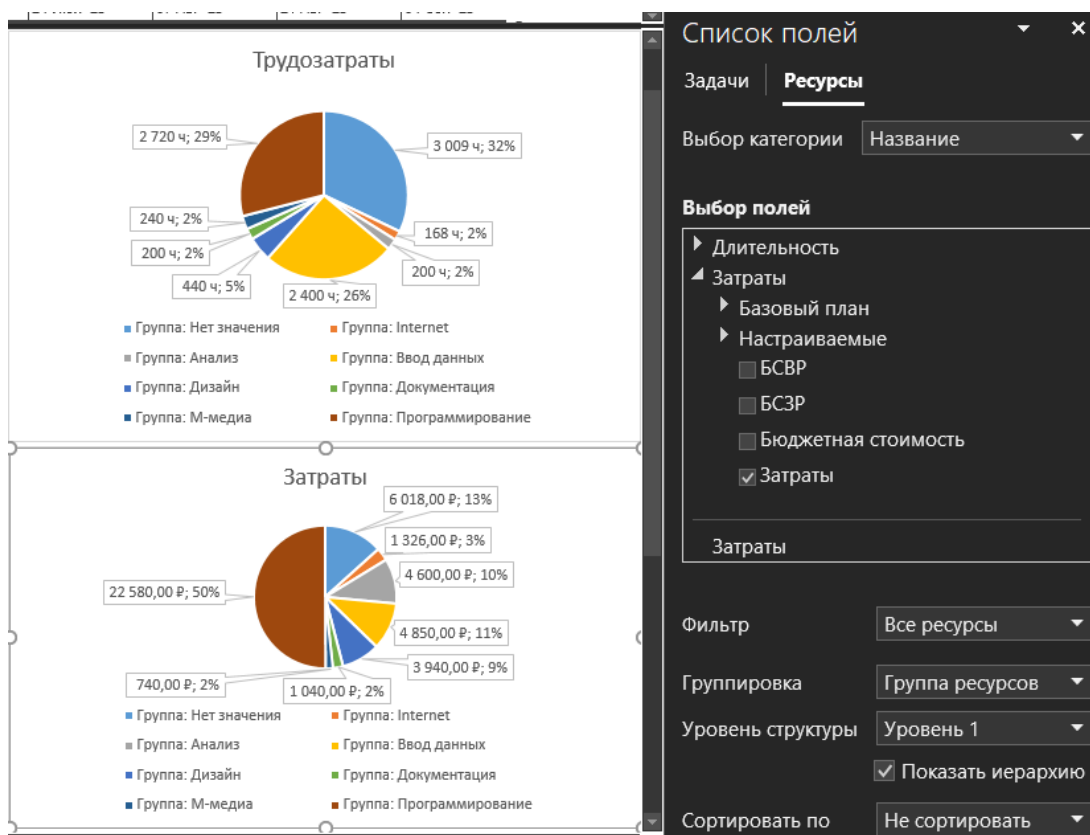 Трудозатраты
2 720 ч; 29%
3 009 ч; 32%
240 ч; 2%
168 ч; 2%
200 ч; 2%
200 ч; 2%
440 ч; 5%
2 400 ч; 26%
Группа: Нет значения
Группа: Internet
Группа: Анализ
Группа: Ввод данных
Группа: Дизайн
Группа: Документация
Группа: М-медиа
Группа: Программирование
Затраты
6 018,00 ₽; 13%
1 326,00 ₽; 3%
4 600,00 ₽; 10%
22 580,00 ₽; 50%
4 850,00 ₽; 11%
3 940,00 ₽; 9%
740,00 ₽; 2%
1 040,00 ₽; 2%
Группа: Нет значения
Группа: Internet
Группа: Анализ
Группа: Ввод данных
Группа: Дизайн
Группа: Документация
Группа: М-медиа
Группа: Программирование
Список полей
Задачи
Ресурсы
Выбор категории
Название
Выбор полей
Длительность
Затраты
Базовый план
Настраиваемые
БСВР
БСЗР
Бюджетная стоимость
Затраты
Затраты
Фильтр
Все ресурсы
Группировка
Группа ресурсов
Уровень структуры
Уровень 1
Показать иерархию
Сортировать по
Не сортировать